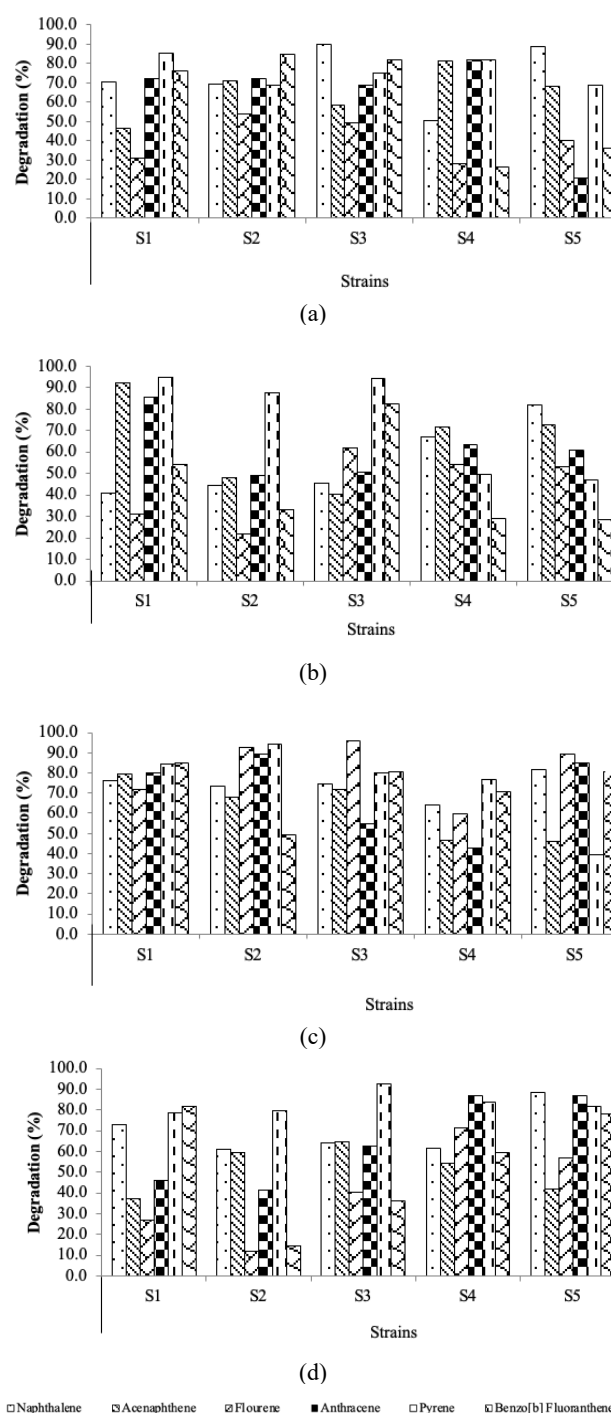 100.0
90.0
80.0
70.0
60.0
50.0
40.0
30.0
20.0
10.0
0.0
Degradation (%)
S1 S2 S3 S4 S5
Strains
(a)
100.0
90.0
80.0
70.0
60.0
50.0
40.0
30.0
20.0
10.0
0.0
Degradation (%)
S1 S2 S3 S4 S5
Strains
(b)
100.0
90.0
80.0
70.0
60.0
50.0
40.0
30.0
20.0
10.0
0.0
Degradation (%)
S1 S2 S3 S4 S5
Strains
(c)
100.0
90.0
80.0
70.0
60.0
50.0
40.0
30.0
20.0
10.0
0.0
Degradation (%)
S1 S2 S3 S4 S5
Strains
(d)
Naphthalene Acenaphthene Flourene Anthracene Pyrene Benzo[b] Fluoranthene